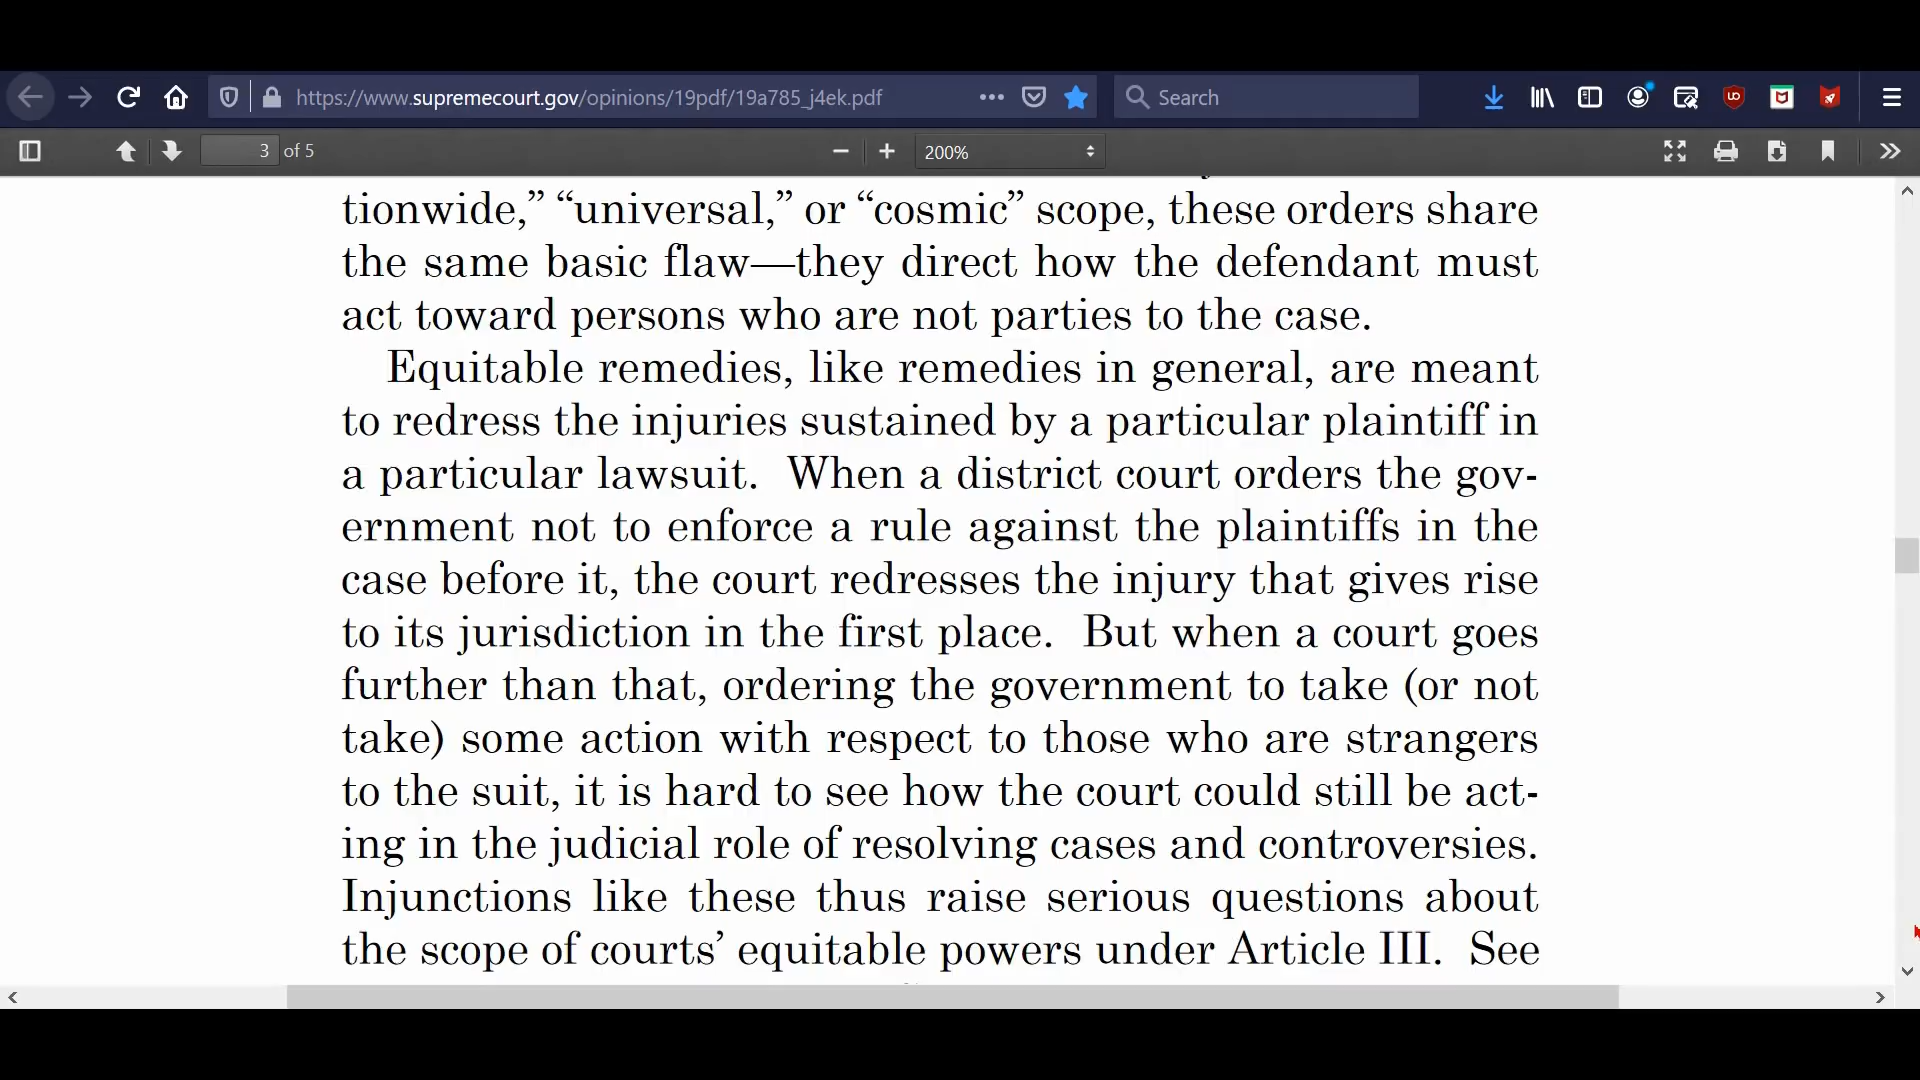 https://www.supremecourt.gov/opinions/19pdf/19a785_j4ek.pdf
Search
3 of 5
200%
tionwide,” “universal,” or “cosmic” scope, these orders share
the same basic flaw—they direct how the defendant must
act toward persons who are not parties to the case.
Equitable remedies, like remedies in general, are meant
to redress the injuries sustained by a particular plaintiff in
a particular lawsuit. When a district court orders the gov-
ernment not to enforce a rule against the plaintiffs in the
case before it, the court redresses the injury that gives rise
to its jurisdiction in the first place. But when a court goes
further than that, ordering the government to take (or not
take) some action with respect to those who are strangers
to the suit, it is hard to see how the court could still be act-
ing in the judicial role of resolving cases and controversies.
Injunctions like these thus raise serious questions about
the scope of courts’ equitable powers under Article III. See